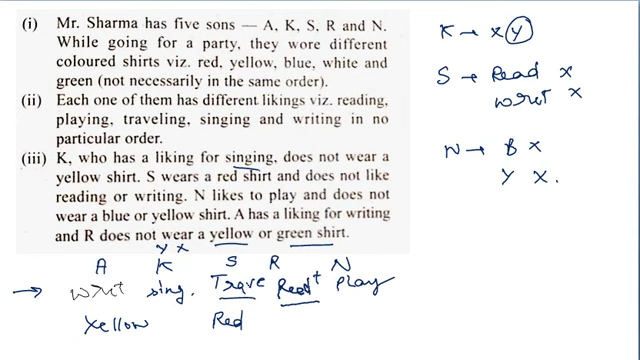 (i) Mr. Sharma has five sons — A, K, S, R and N.
While going for a party, they wore different
coloured shirts viz. red, yellow, blue, white and
green (not necessarily in the same order).
(ii) Each one of them has different likings viz. reading,
playing, traveling, singing and writing in no
particular order.
(iii) K, who has a liking for singing, does not wear a
yellow shirt. S wears a red shirt and does not like
reading or writing. N likes to play and does not
wear a blue or yellow shirt. A has a liking for writing
and R does not wear a yellow or green shirt.
K → x Y
S → Read x
writ x
N → B x
Y x.
Y x
A K S R N
→ writ sing. Trave Read play
Yellow Red